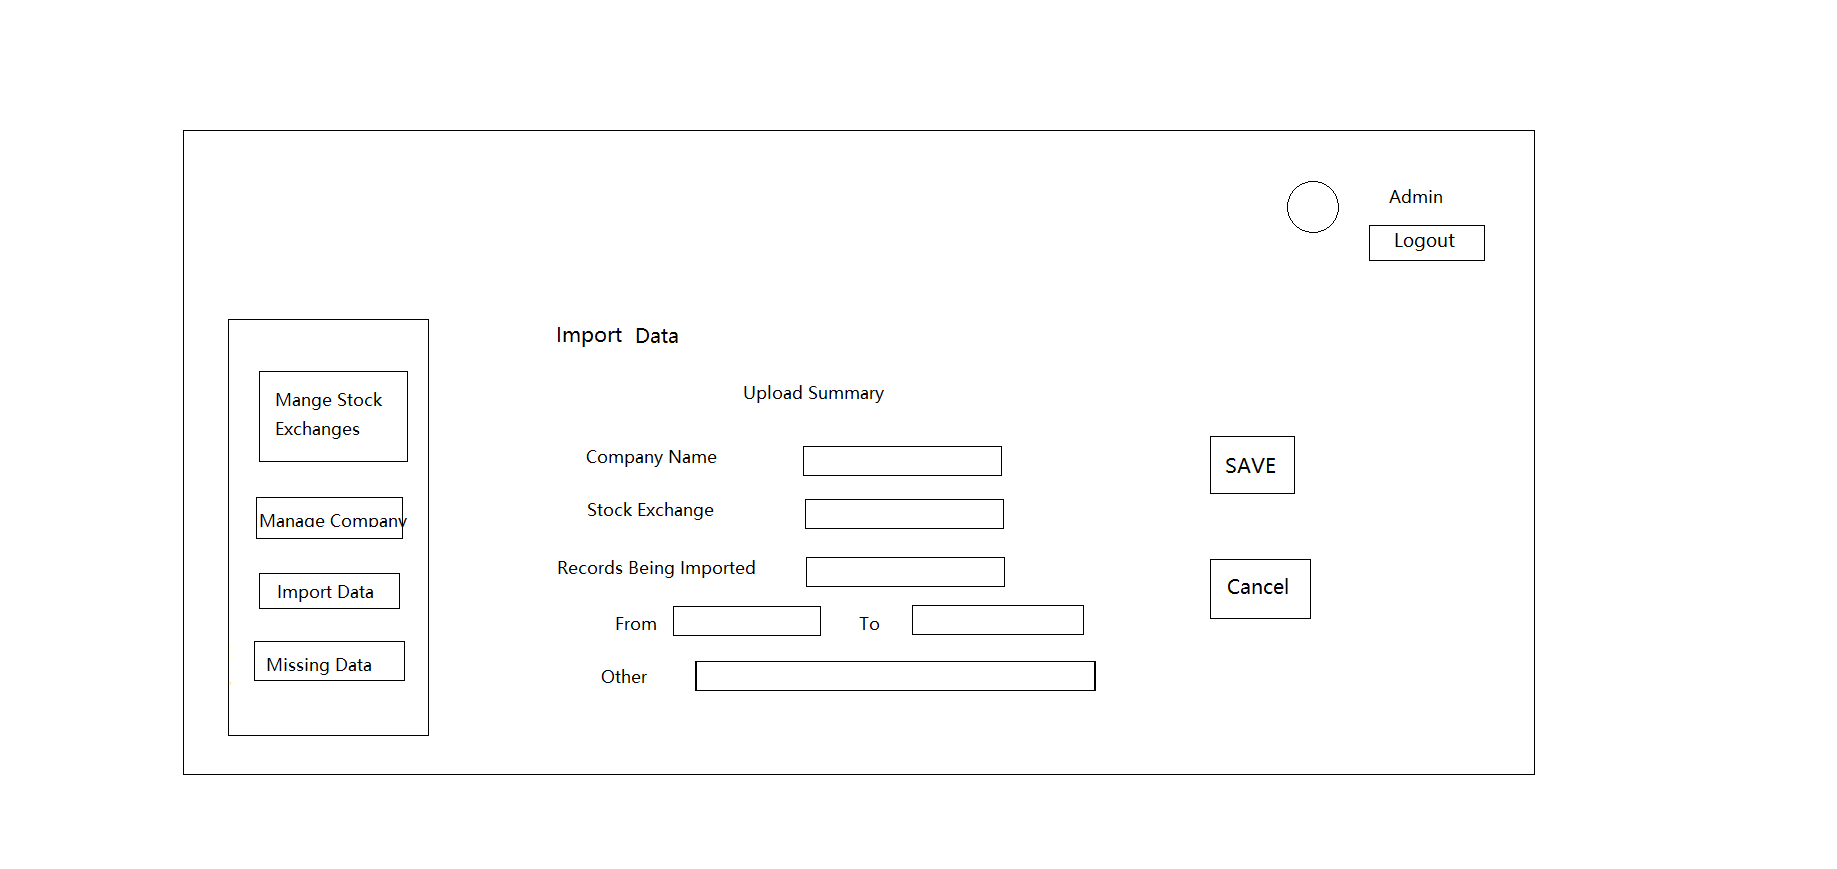 Admin
Logout
Import Data
Upload Summary
Mange Stock
Exchanges
Manage Company
Import Data
Missing Data
Company Name
Stock Exchange
Records Being Imported
From
To
Other
SAVE
Cancel